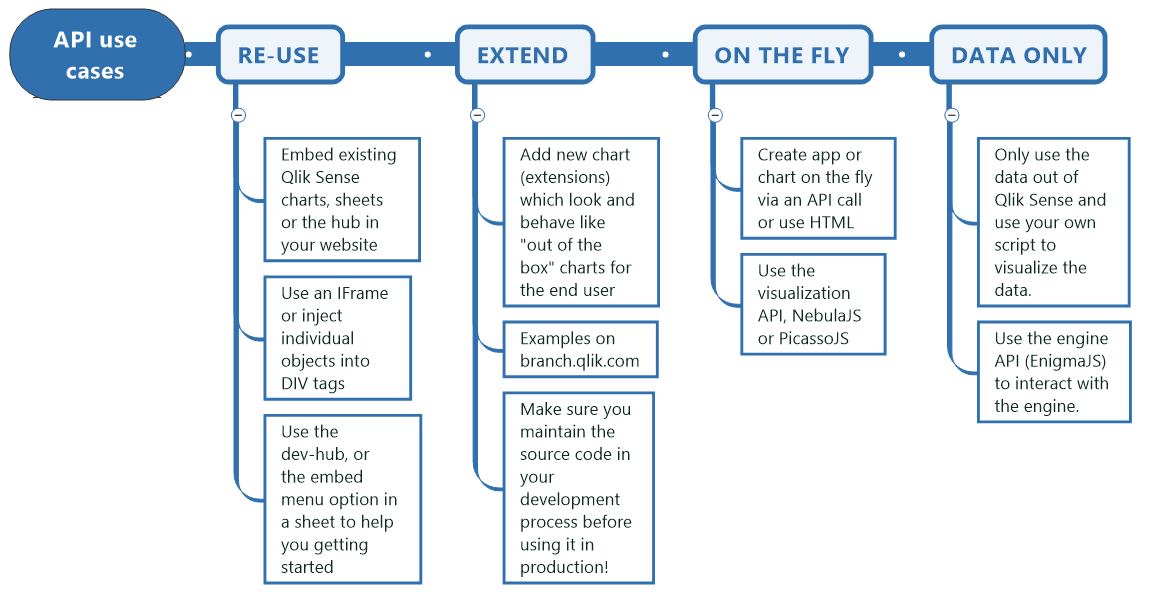 API use
cases
RE-USE
EXTEND
ON THE FLY
DATA ONLY
Embed existing
Qlik Sense
charts, sheets
or the hub in
your website
Use an IFrame
or inject
individual
objects into
DIV tags
Use the
dev-hub, or
the embed
menu option in
a sheet to help
you getting
started
Add new chart
(extensions)
which look and
behave like
"out of the
box" charts for
the end user
Examples on
branch.qlik.com
Make sure you
maintain the
source code in
your
development
process before
using it in
production!
Create app or
chart on the fly
via an API call
or use HTML
Use the
visualization
API, NebulaJS
or PicassoJS
Only use the
data out of
Qlik Sense and
use your own
script to
visualize the
data.
Use the engine
API (EnigmaJS)
to interact with
the engine.